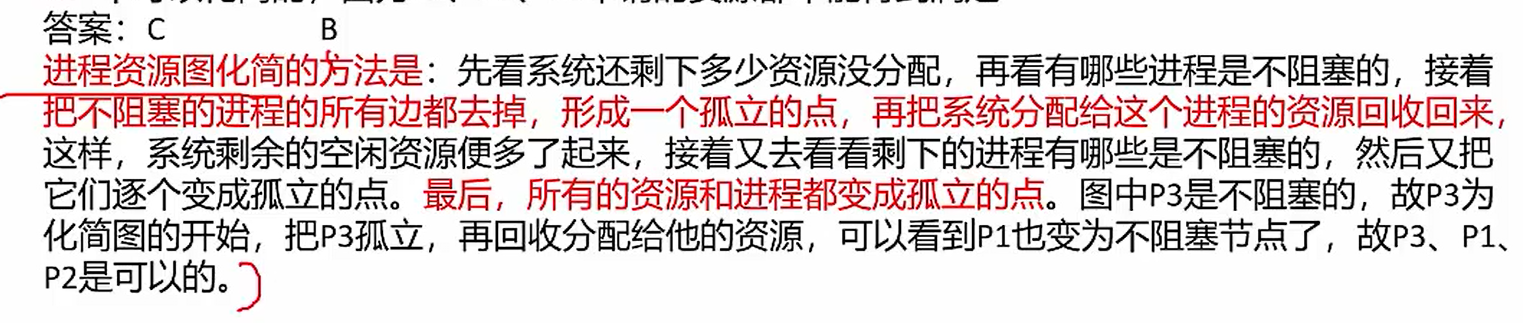 答案：C B
进程资源图化简的方法是：先看系统还剩下多少资源没分配，再看有哪些进程是不阻塞的，接着
把不阻塞的进程的所有边都去掉，形成一个孤立的点，再把系统分配给这个进程的资源回收回来，
这样，系统剩余的空闲资源便多了起来，接着又去看看剩下的进程有哪些是不阻塞的，然后又把
它们逐个变成孤立的点。最后，所有的资源和进程都变成孤立的点。图中P3是不阻塞的，故P3为
化简图的开始，把P3孤立，再回收分配给他的资源，可以看到P1也变为不阻塞节点了，故P3、P1、
P2是可以的。